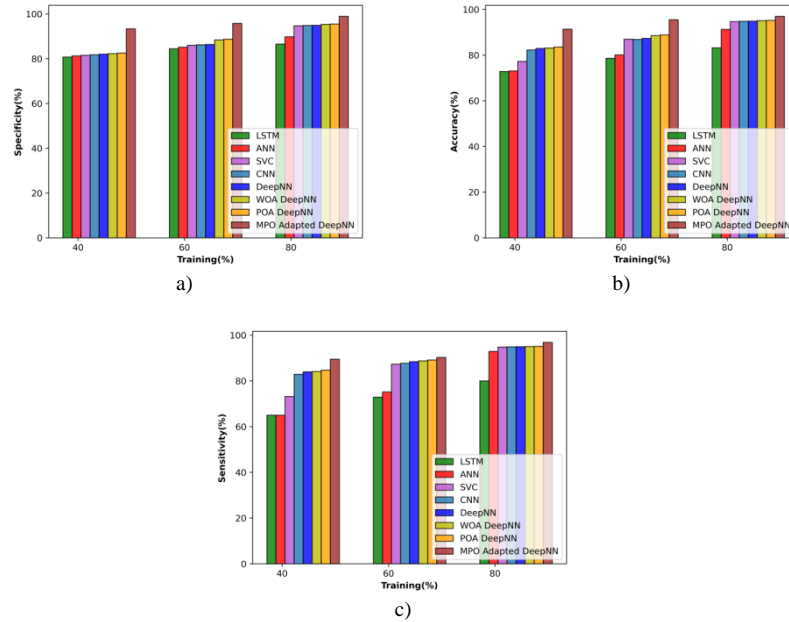 Specificity(%)
100
80
60
40
20
0
LSTM
ANN
SVC
CNN
DeepNN
WOA DeepNN
POA DeepNN
MPO Adapted DeepNN
40
60
80
Training(%)
a)
Accuracy(%)
100
80
60
40
20
0
LSTM
ANN
SVC
CNN
DeepNN
WOA DeepNN
POA DeepNN
MPO Adapted DeepNN
40
60
80
Training(%)
b)
Sensitivity(%)
100
80
60
40
20
0
LSTM
ANN
SVC
CNN
DeepNN
WOA DeepNN
POA DeepNN
MPO Adapted DeepNN
40
60
80
Training(%)
c)